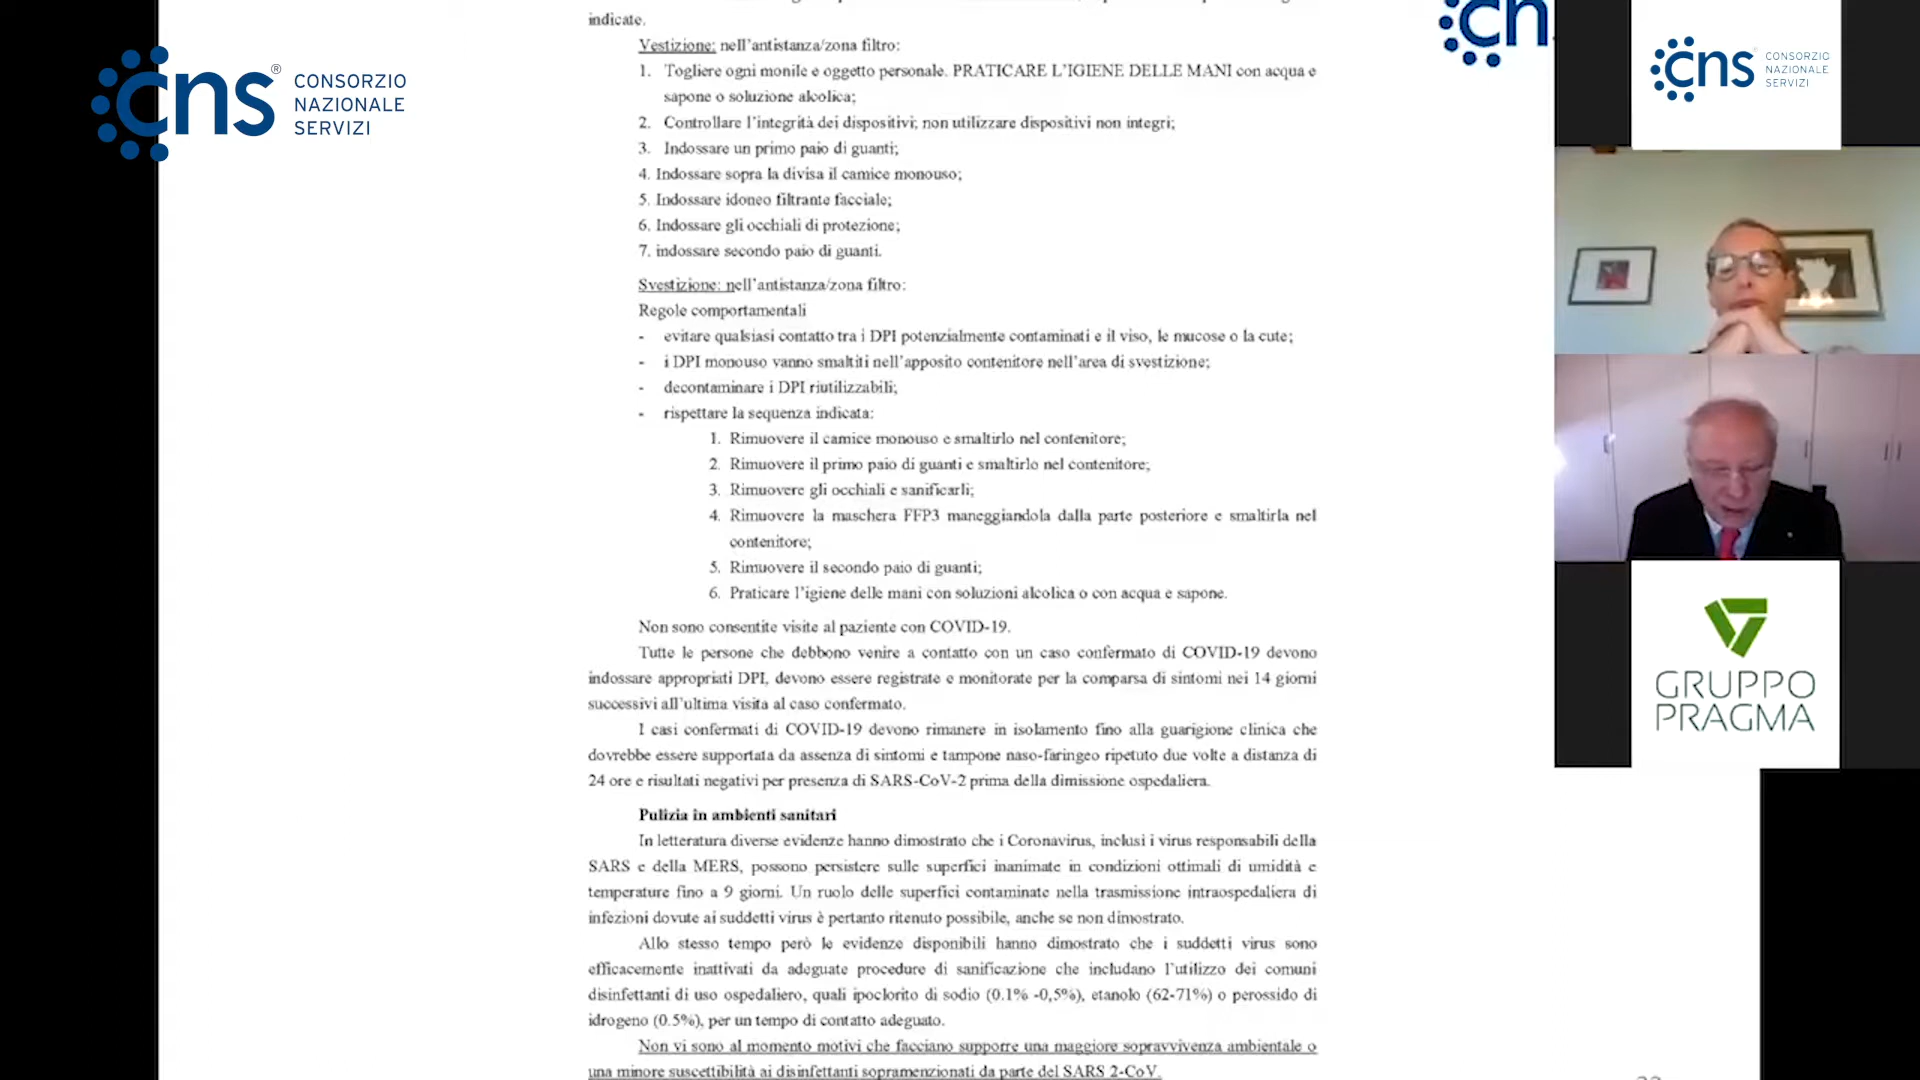 indicate.
Vestizione: nell'antistanza/zona filtro:
1. Togliere ogni monile e oggetto personale. PRATICARE L'IGIENE DELLE MANI con acqua e
sapone o soluzione alcolica;
2. Controllare l'integrità dei dispositivi; non utilizzare dispositivi non integri;
3. Indossare un primo paio di guanti;
4. Indossare sopra la divisa il camice monouso;
5. Indossare idoneo filtrante facciale;
6. Indossare gli occhiali di protezione;
7. indossare secondo paio di guanti.
Svestizione: nell'antistanza/zona filtro:
Regole comportamentali
- evitare qualsiasi contatto tra i DPI potenzialmente contaminati e il viso, le mucose o la cute;
- i DPI monouso vanno smaltiti nell'apposito contenitore nell'area di svestizione;
- decontaminare i DPI riutilizzabili;
- rispettare la sequenza indicata:
1. Rimuovere il camice monouso e smaltirlo nel contenitore;
2. Rimuovere il primo paio di guanti e smaltirlo nel contenitore;
3. Rimuovere gli occhiali e sanificarli;
4. Rimuovere la maschera FFP3 maneggiandola dalla parte posteriore e smaltirla nel
contenitore;
5. Rimuovere il secondo paio di guanti;
6. Praticare l'igiene delle mani con soluzioni alcolica o con acqua e sapone.
Non sono consentite visite al paziente con COVID-19.
Tutte le persone che debbono venire a contatto con un caso confermato di COVID-19 devono
indossare appropriati DPI, devono essere registrate e monitorate per la comparsa di sintomi nei 14 giorni
successivi all'ultima visita al caso confermato.
I casi confermati di COVID-19 devono rimanere in isolamento fino alla guarigione clinica che
dovrebbe essere supportata da assenza di sintomi e tampone naso-faringeo ripetuto due volte a distanza di
24 ore e risultati negativi per presenza di SARS-CoV-2 prima della dimissione ospedaliera.
Pulizia in ambienti sanitari
In letteratura diverse evidenze hanno dimostrato che i Coronavirus, inclusi i virus responsabili della
SARS e della MERS, possono persistere sulle superfici inanimate in condizioni ottimali di umidità e
temperature fino a 9 giorni. Un ruolo delle superfici contaminate nella trasmissione intraospedaliera di
infezioni dovute ai suddetti virus è pertanto ritenuto possibile, anche se non dimostrato.
Allo stesso tempo però le evidenze disponibili hanno dimostrato che i suddetti virus sono
efficacemente inattivati da adeguate procedure di sanificazione che includano l'utilizzo dei comuni
disinfettanti di uso ospedaliero, quali ipoclorito di sodio (0.1% -0,5%), etanolo (62-71%) o perossido di
idrogeno (0.5%), per un tempo di contatto adeguato.
Non vi sono al momento motivi che facciano supporre una maggiore sopravvivenza ambientale o
una minore suscettibilità ai disinfettanti sopramenzionati da parte del SARS 2-CoV.
cns®
CONSORZIO
NAZIONALE
SERVIZI
cn
cns
CONSORZIO
NAZIONALE
SERVIZI
GRUPPO
PRAGMA